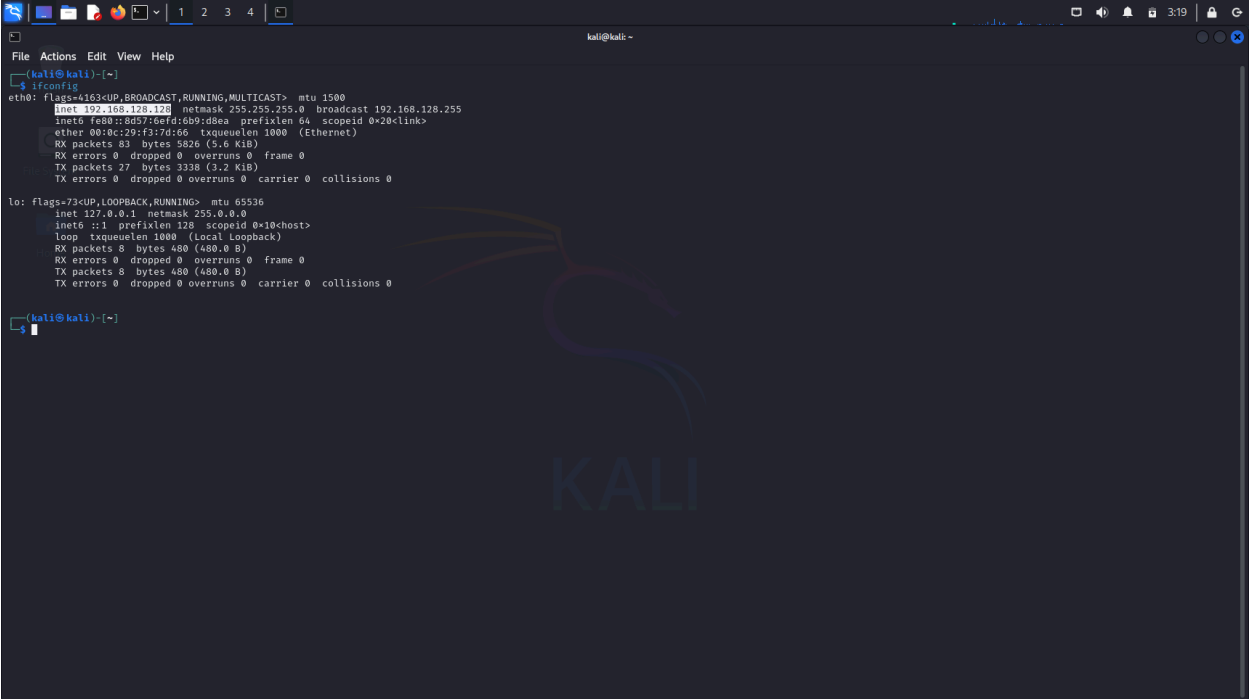 1 2 3 4
3:19
kali@kali: ~
File Actions Edit View Help
┌──(kali㉿kali)-[~]
└─$ ifconfig
eth0: flags=4163<UP,BROADCAST,RUNNING,MULTICAST>  mtu 1500
        inet 192.168.128.128  netmask 255.255.255.0  broadcast 192.168.128.255
        inet6 fe80::8d57:6efd:6b9:d8ea  prefixlen 64  scopeid 0×20<link>
        ether 00:0c:29:f3:7d:66  txqueuelen 1000  (Ethernet)
        RX packets 83  bytes 5826 (5.6 KiB)
        RX errors 0  dropped 0  overruns 0  frame 0
        TX packets 27  bytes 3338 (3.2 KiB)
        TX errors 0  dropped 0 overruns 0  carrier 0  collisions 0
lo: flags=73<UP,LOOPBACK,RUNNING>  mtu 65536
        inet 127.0.0.1  netmask 255.0.0.0
        inet6 ::1  prefixlen 128  scopeid 0×10<host>
        loop  txqueuelen 1000  (Local Loopback)
        RX packets 8  bytes 480 (480.0 B)
        RX errors 0  dropped 0  overruns 0  frame 0
        TX packets 8  bytes 480 (480.0 B)
        TX errors 0  dropped 0 overruns 0  carrier 0  collisions 0
┌──(kali㉿kali)-[~]
└─$
KALI